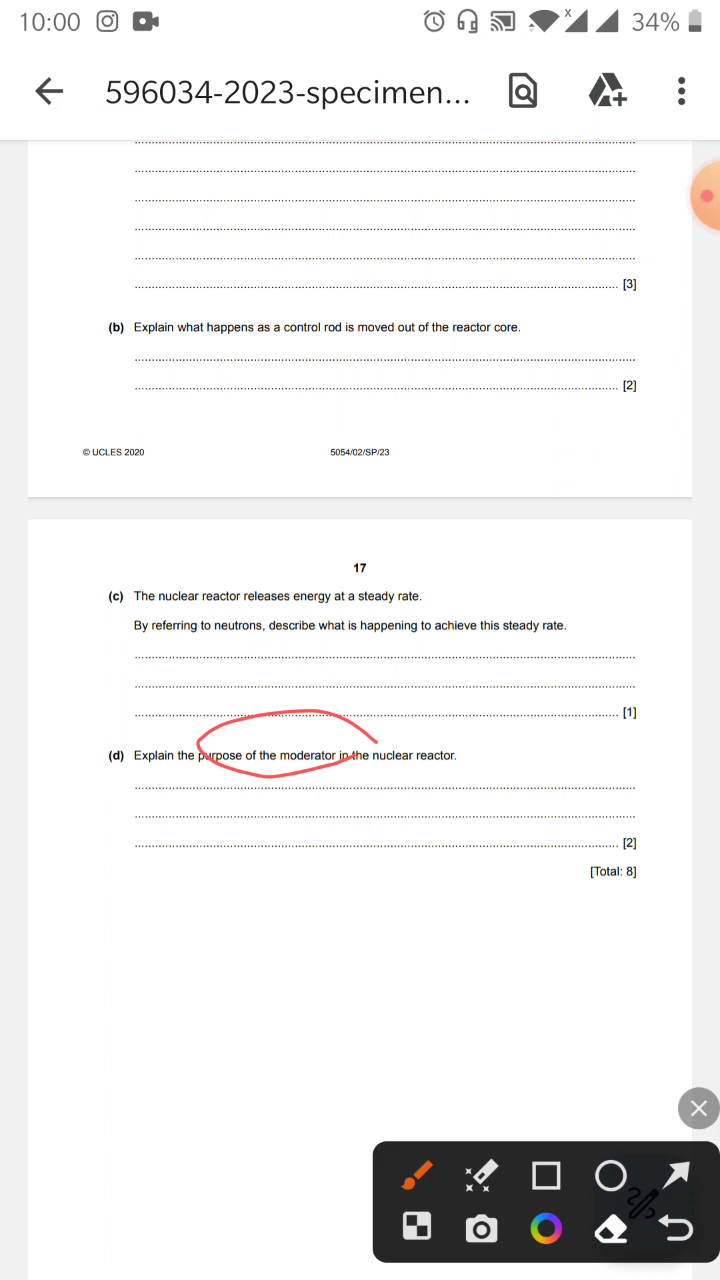 10:00
34%
596034-2023-specimen...
[3]
(b) Explain what happens as a control rod is moved out of the reactor core.
[2]
© UCLES 2020
5054/02/SP/23
17
(c) The nuclear reactor releases energy at a steady rate.
By referring to neutrons, describe what is happening to achieve this steady rate.
[1]
(d) Explain the purpose of the moderator in the nuclear reactor.
[2]
[Total: 8]